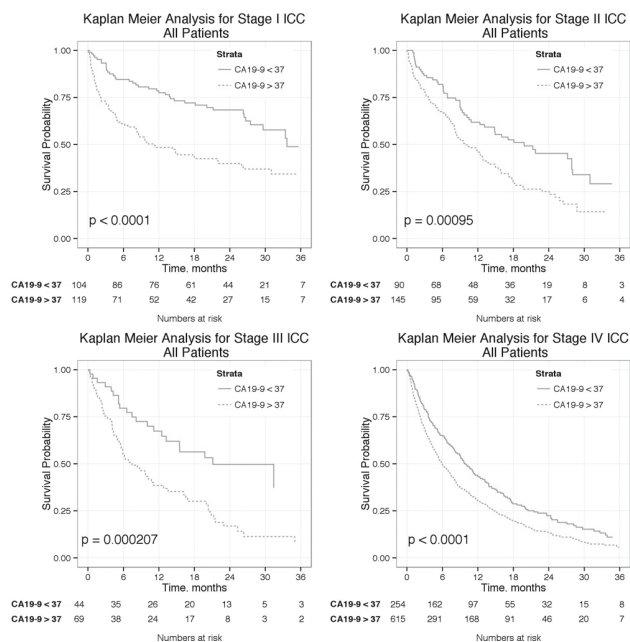 Kaplan Meier Analysis for Stage I ICC
All Patients
Survival Probability
1.00
0.75
0.50
0.25
0.00
Strata
CA19-9 < 37
CA19-9 > 37
p < 0.0001
0 6 12 18 24 30 36
Time. months
CA19-9 < 37 104 86 76 61 44 21 7
CA19-9 > 37 119 71 52 42 27 15 7
Numbers at risk
Kaplan Meier Analysis for Stage II ICC
All Patients
Survival Probability
1.00
0.75
0.50
0.25
0.00
Strata
CA19-9 < 37
CA19-9 > 37
p = 0.00095
0 6 12 18 24 30 36
Time. months
CA19-9 < 37 90 68 48 36 19 8 3
CA19-9 > 37 145 95 59 32 17 6 4
Numbers at risk
Kaplan Meier Analysis for Stage III ICC
All Patients
Survival Probability
1.00
0.75
0.50
0.25
0.00
Strata
CA19-9 < 37
CA19-9 > 37
p = 0.000207
0 6 12 18 24 30 36
Time. months
CA19-9 < 37 44 35 26 20 13 5 3
CA19-9 > 37 69 38 24 17 8 3 2
Numbers at risk
Kaplan Meier Analysis for Stage IV ICC
All Patients
Survival Probability
1.00
0.75
0.50
0.25
0.00
Strata
CA19-9 < 37
CA19-9 > 37
p < 0.0001
0 6 12 18 24 30 36
Time. months
CA19-9 < 37 254 162 97 55 32 15 8
CA19-9 > 37 615 291 168 91 46 20 7
Numbers at risk